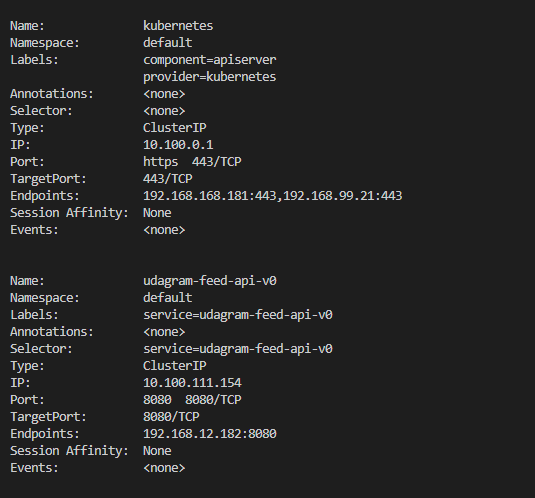 Name: kubernetes
Namespace: default
Labels: component=apiserver
provider=kubernetes
Annotations: <none>
Selector: <none>
Type: ClusterIP
IP: 10.100.0.1
Port: https 443/TCP
TargetPort: 443/TCP
Endpoints: 192.168.168.181:443,192.168.99.21:443
Session Affinity: None
Events: <none>
Name: udagram-feed-api-v0
Namespace: default
Labels: service=udagram-feed-api-v0
Annotations: <none>
Selector: service=udagram-feed-api-v0
Type: ClusterIP
IP: 10.100.111.154
Port: 8080 8080/TCP
TargetPort: 8080/TCP
Endpoints: 192.168.12.182:8080
Session Affinity: None
Events: <none>